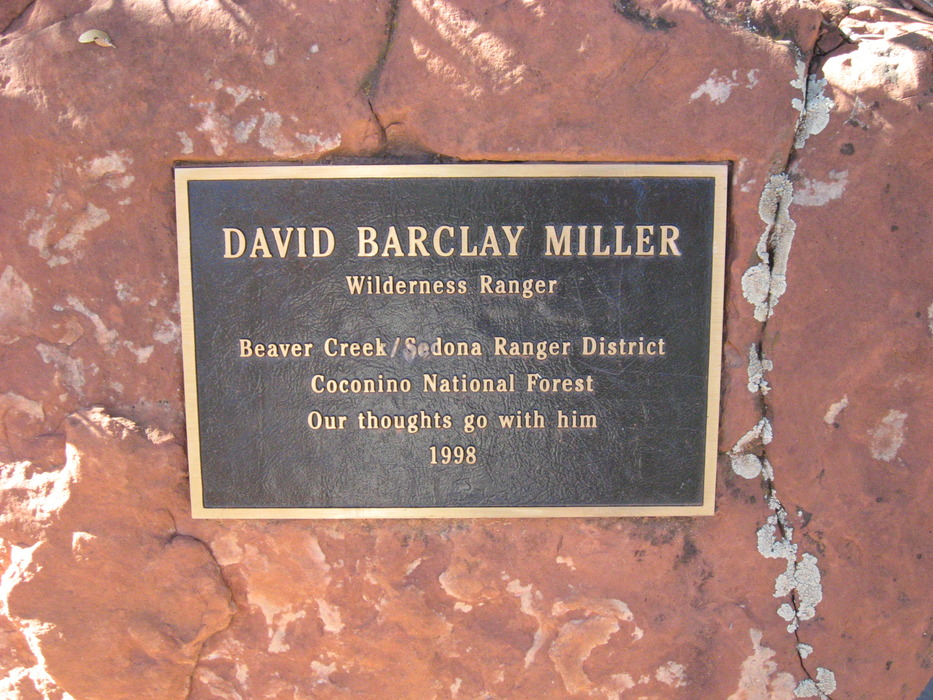 DAVID BARCLAY MILLER
Wilderness Ranger
Beaver Creek/Sedona Ranger District
Coconino National Forest
Our thoughts go with him
1998